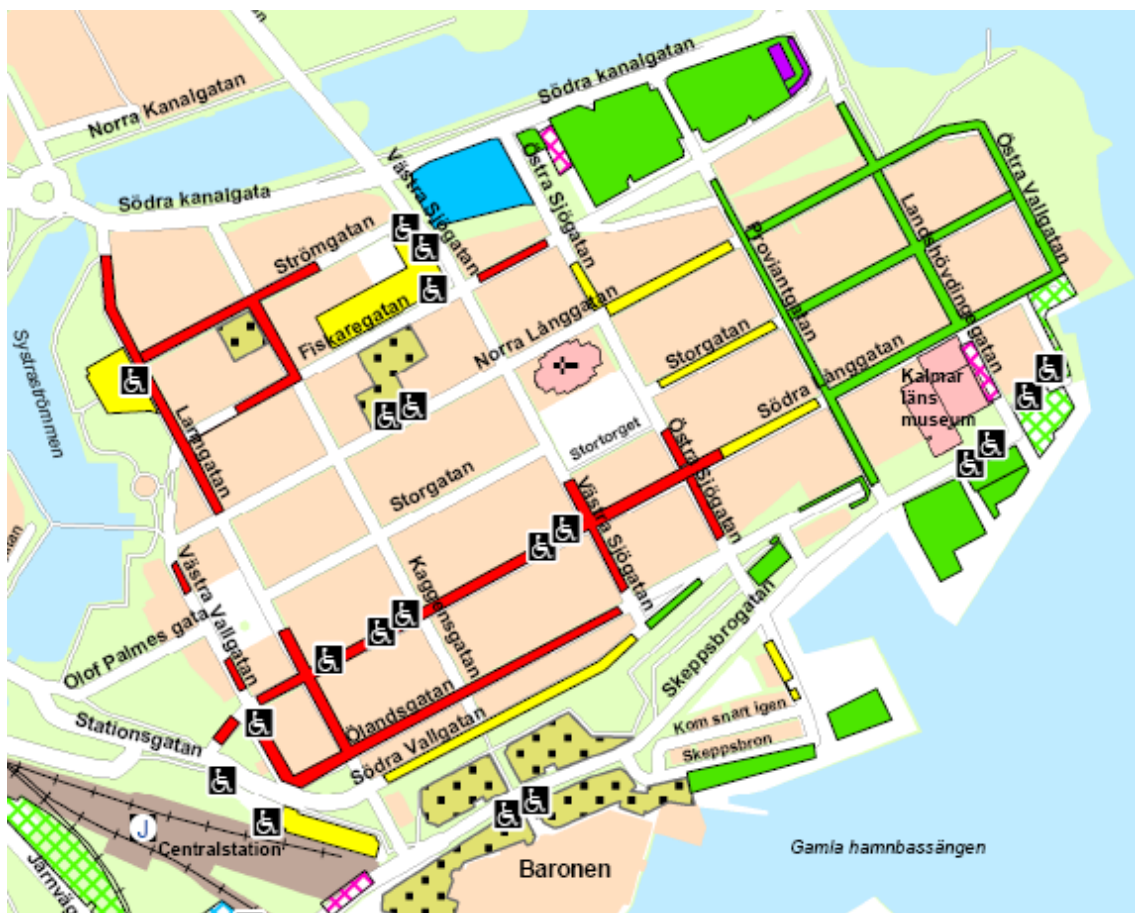 Södra kanalgatan
Norra Kanalgatan
Södra kanalgata
Västra Sjögatan
Östra Sjögatan
Östra Vallgatan
Strömgatan
Landshövdingegatan
Proviantgatan
Fiskaregatan
Norra Långgatan
Systraströmmen
Storgatan
Södra Långgatan
Kalmar
läns
museum
Larmgatan
Stortorget
Östra Sjögatan
Storgatan
Västra Sjögatan
Kaggensgatan
Västra Vallgatan
Olof Palmes gata
Skeppsbrogatan
Stationsgatan
Ölandsgatan
Södra Vallgatan
Kom snart igen
Skeppsbron
J
Centralstation
Järnväg
Baronen
Gamla hamnbassängen